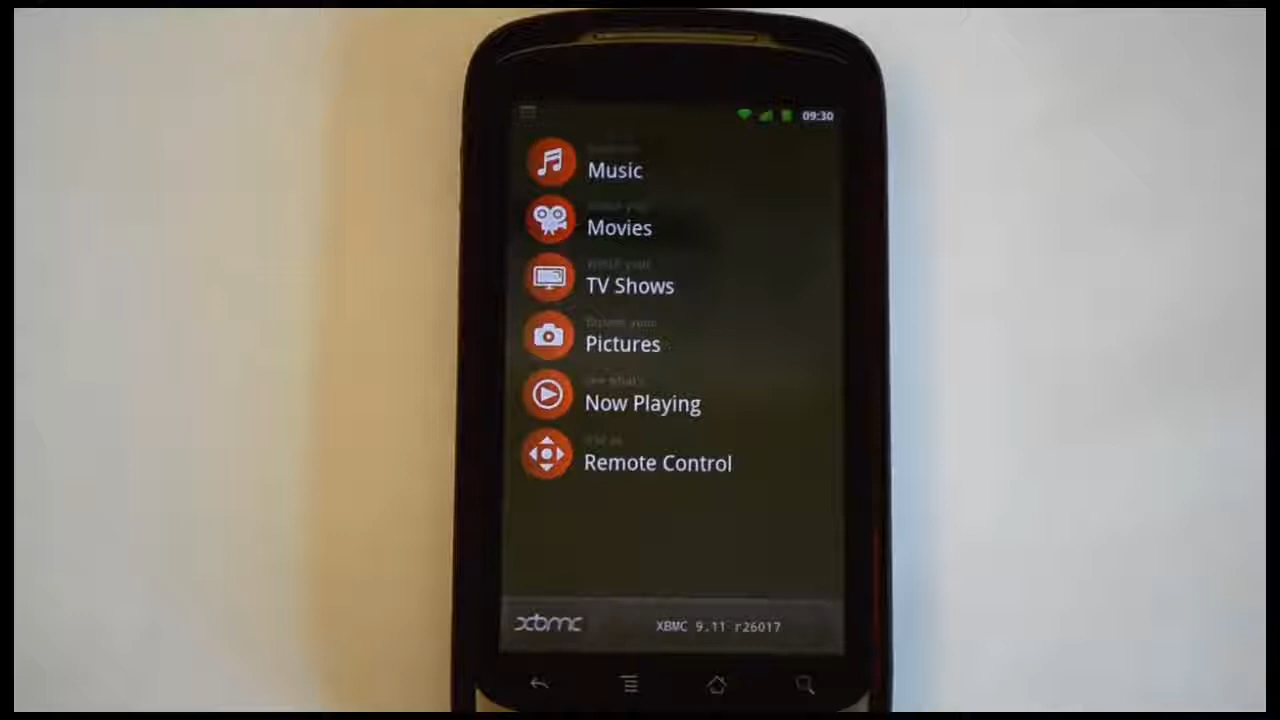 09:30
Music
Movies
TV Shows
Pictures
Now Playing
Remote Control
xbmc
XBMC 9.11 r26017